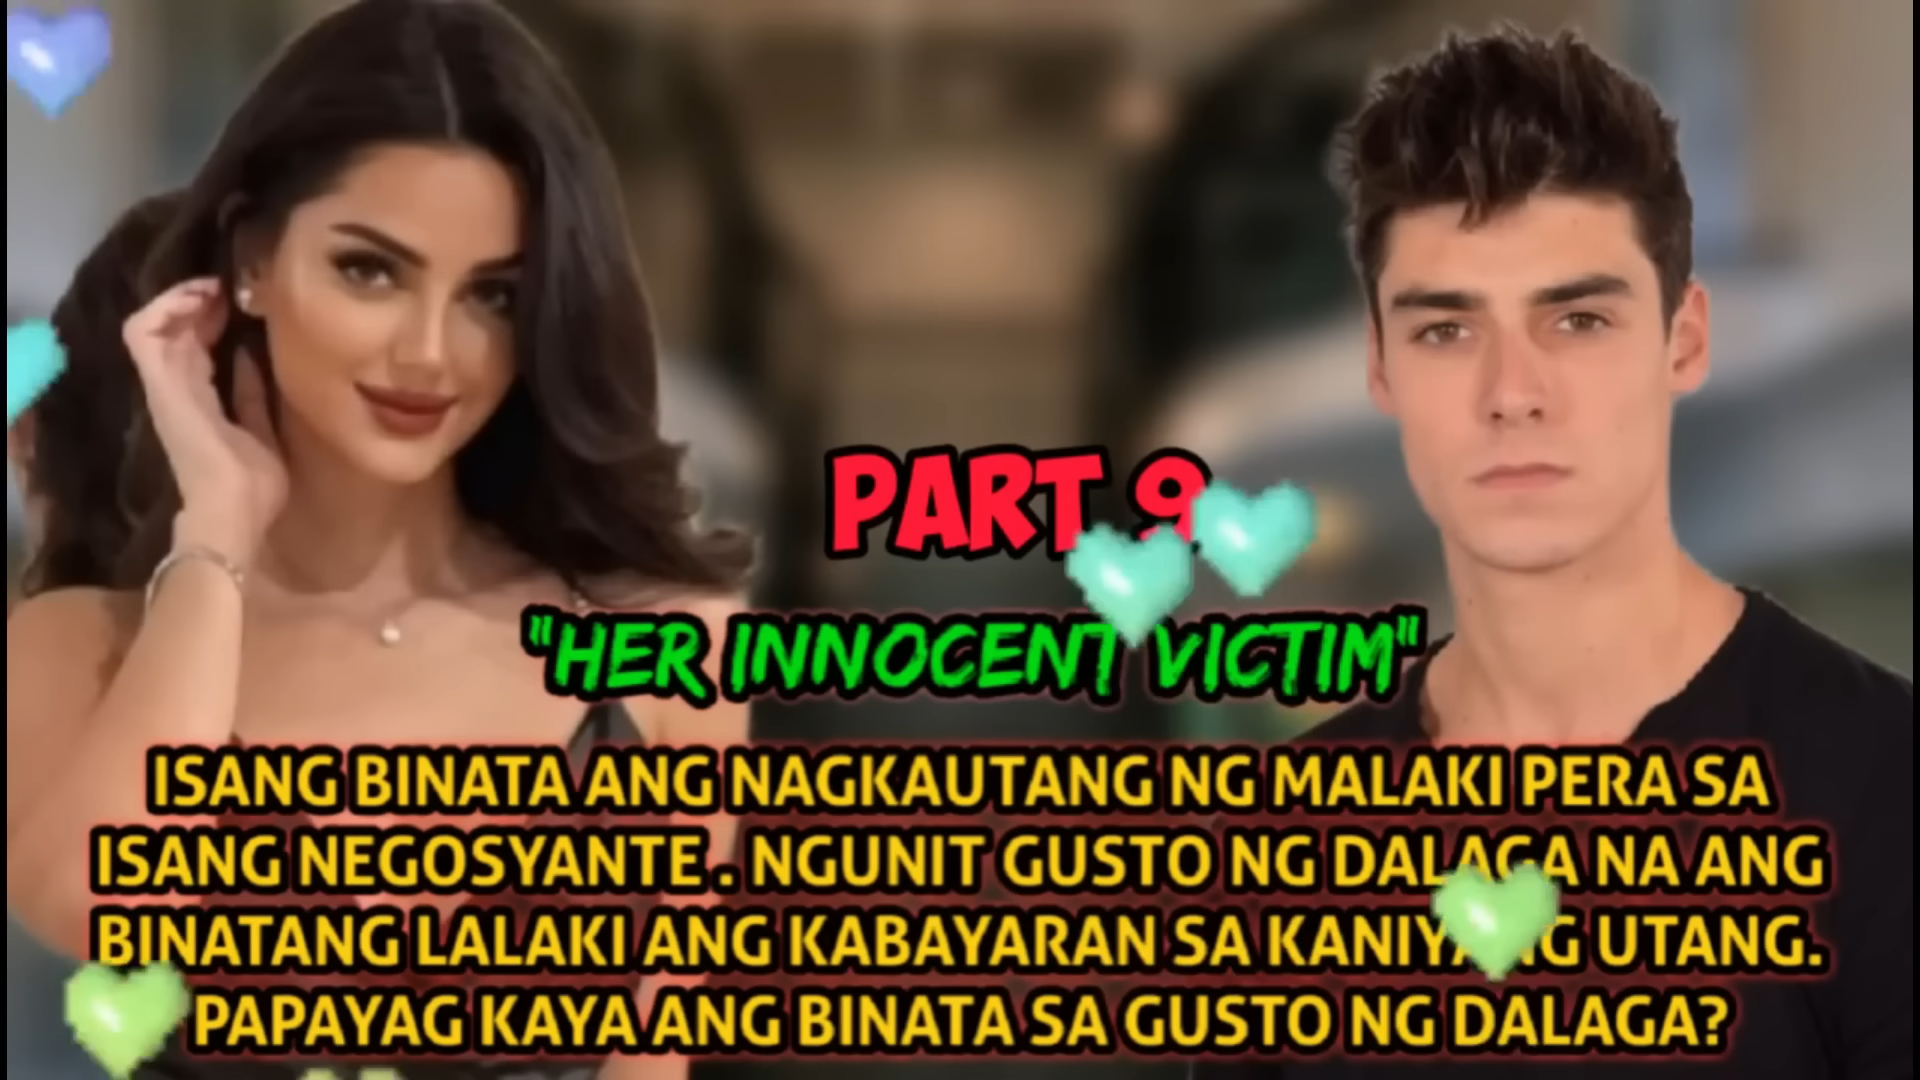 PART 9
"HER INNOCENT VICTIM"
ISANG BINATA ANG NAGKAUTANG NG MALAKI PERA SA
ISANG NEGOSYANTE. NGUNIT GUSTO NG DALAGA NA ANG
BINATANG LALAKI ANG KABAYARAN SA KANIYANG UTANG.
PAPAYAG KAYA ANG BINATA SA GUSTO NG DALAGA?